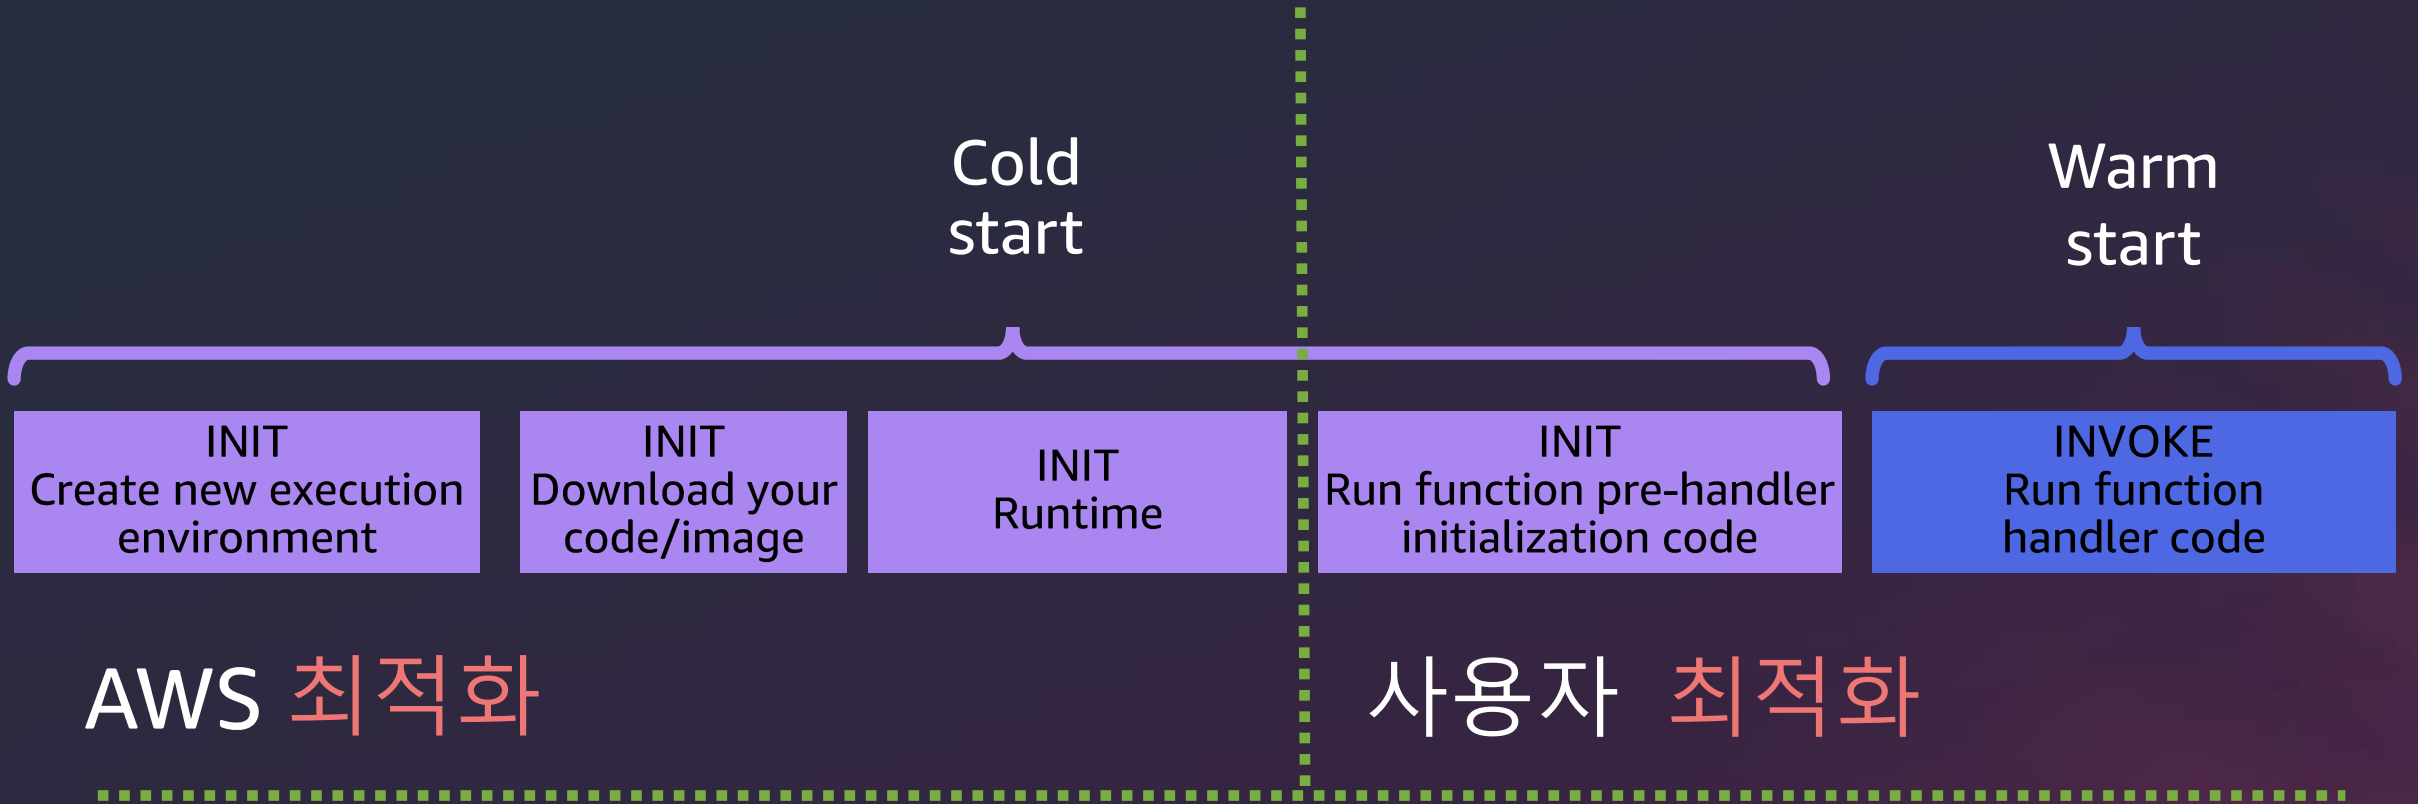 Cold
start
Warm
start
INIT
Create new execution
environment
INIT
Download your
code/image
INIT
Runtime
INIT
Run function pre-handler
initialization code
INVOKE
Run function
handler code
AWS 최적화
사용자 최적화